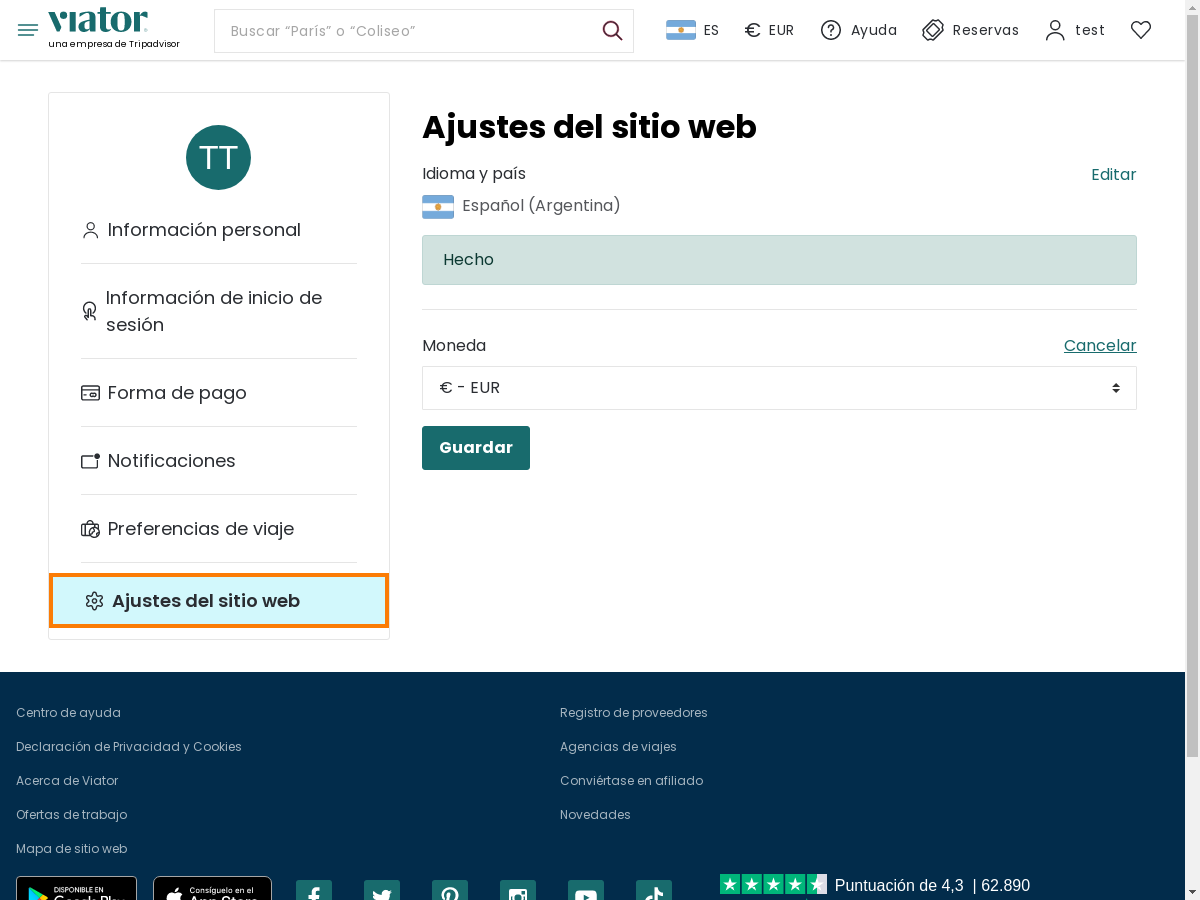 viator
una empresa de Tripadvisor
Buscar “París” o “Coliseo”
ES
€ EUR
Ayuda
Reservas
test
TT
Información personal
Información de inicio de
sesión
Forma de pago
Notificaciones
Preferencias de viaje
Ajustes del sitio web
Ajustes del sitio web
Idioma y país
Editar
Español (Argentina)
Hecho
Moneda
Cancelar
€ - EUR
Guardar
Centro de ayuda
Declaración de Privacidad y Cookies
Acerca de Viator
Ofertas de trabajo
Mapa de sitio web
Registro de proveedores
Agencias de viajes
Conviértase en afiliado
Novedades
DISPONIBLE EN
Google Play
Consíguelo en el
App Store
Puntuación de 4,3 | 62.890